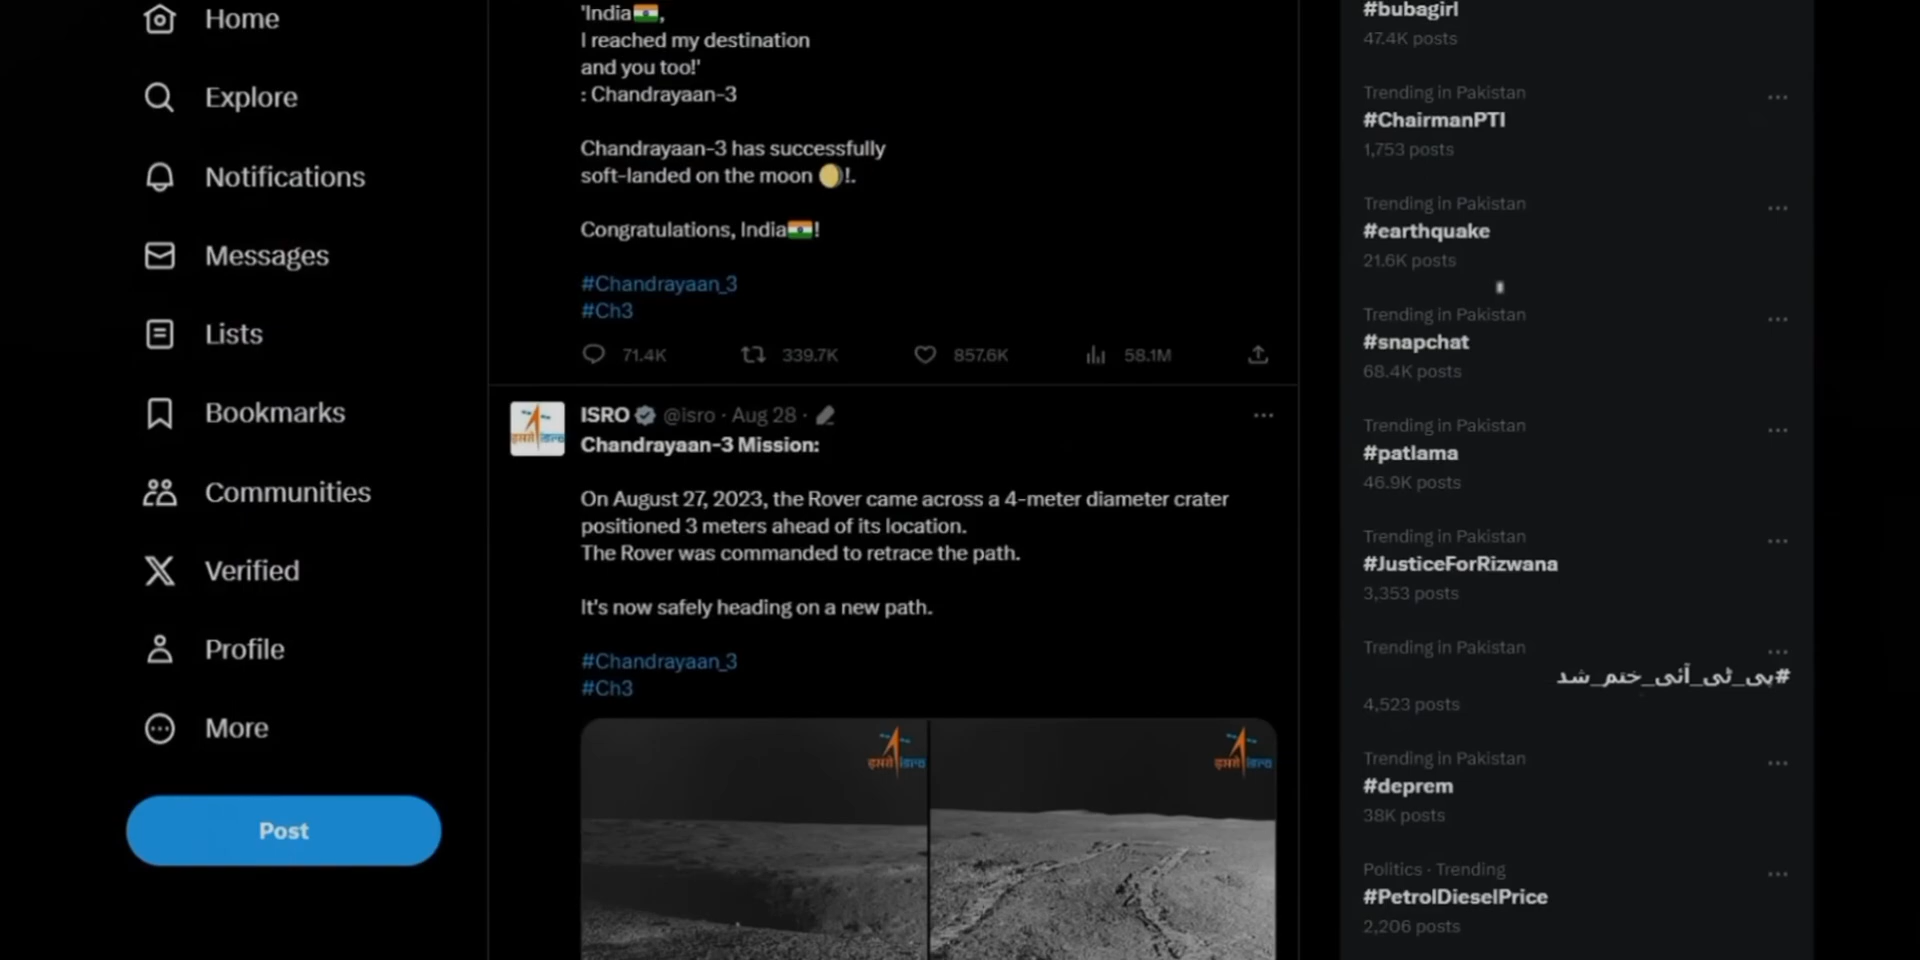 Home
Explore
Notifications
Messages
Lists
Bookmarks
Communities
Verified
Profile
More
Post
'India🇮🇳,
I reached my destination
and you too!'
: Chandrayaan-3
Chandrayaan-3 has successfully
soft-landed on the moon 🌖!.
Congratulations, India🇮🇳!
#Chandrayaan_3
#Ch3
71.4K 339.7K 857.6K 58.1M
ISRO @isro · Aug 28 ·
Chandrayaan-3 Mission:
On August 27, 2023, the Rover came across a 4-meter diameter crater
positioned 3 meters ahead of its location.
The Rover was commanded to retrace the path.
It's now safely heading on a new path.
#Chandrayaan_3
#Ch3
इसरो isro
इसरो isro
#bubagirl
47.4K posts
Trending in Pakistan
#ChairmanPTI
1,753 posts
Trending in Pakistan
#earthquake
21.6K posts
Trending in Pakistan
#snapchat
68.4K posts
Trending in Pakistan
#patlama
46.9K posts
Trending in Pakistan
#JusticeForRizwana
3,353 posts
Trending in Pakistan
#پی_ٹی_آئی_ختم_شد
4,523 posts
Trending in Pakistan
#deprem
38K posts
Politics · Trending
#PetrolDieselPrice
2,206 posts